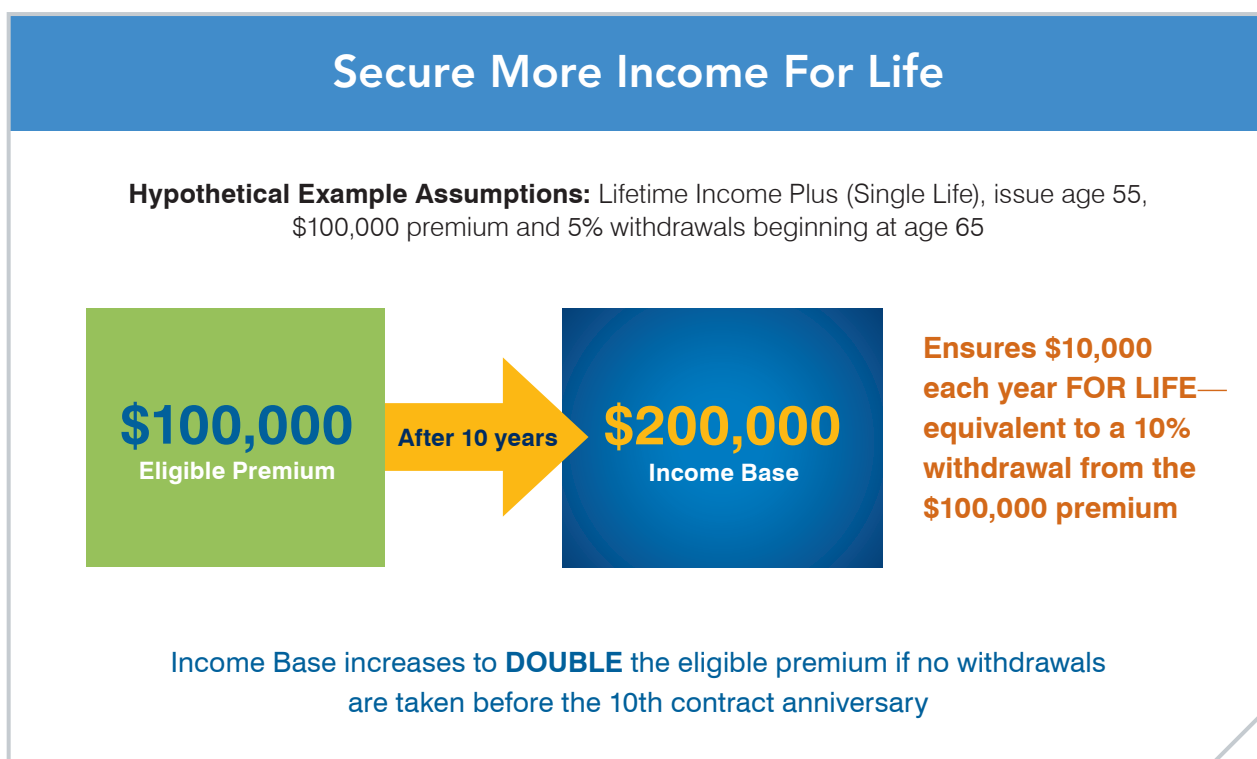 Secure More Income For Life
Hypothetical Example Assumptions: Lifetime Income Plus (Single Life), issue age 55,
$100,000 premium and 5% withdrawals beginning at age 65
$100,000
Eligible Premium
After 10 years
$200,000
Income Base
Ensures $10,000
each year FOR LIFE—
equivalent to a 10%
withdrawal from the
$100,000 premium
Income Base increases to DOUBLE the eligible premium if no withdrawals
are taken before the 10th contract anniversary